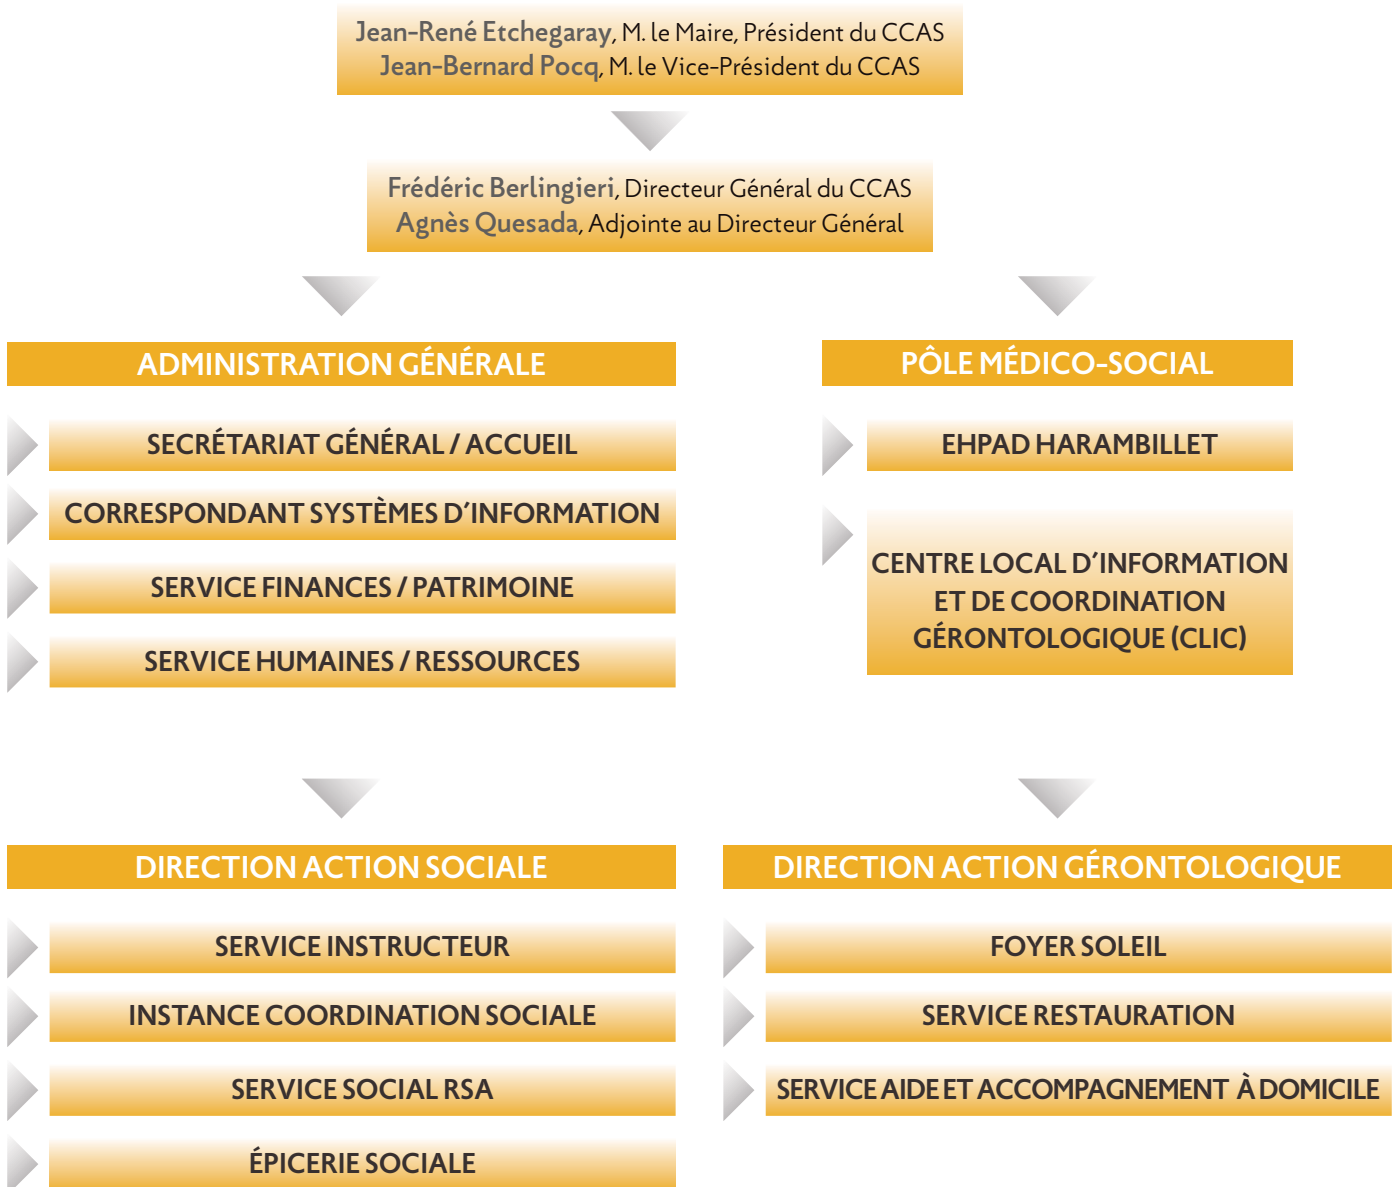 Jean-René Etchegaray, M. le Maire, Président du CCAS
Jean-Bernard Pocq, M. le Vice-Président du CCAS
Frédéric Berlingieri, Directeur Général du CCAS
Agnès Quesada, Adjointe au Directeur Général
ADMINISTRATION GÉNÉRALE
SECRÉTARIAT GÉNÉRAL / ACCUEIL
CORRESPONDANT SYSTÈMES D'INFORMATION
SERVICE FINANCES / PATRIMOINE
SERVICE HUMAINES / RESSOURCES
PÔLE MÉDICO-SOCIAL
EHPAD HARAMBILLET
CENTRE LOCAL D'INFORMATION
ET DE COORDINATION
GÉRONTOLOGIQUE (CLIC)
DIRECTION ACTION SOCIALE
SERVICE INSTRUCTEUR
INSTANCE COORDINATION SOCIALE
SERVICE SOCIAL RSA
ÉPICERIE SOCIALE
DIRECTION ACTION GÉRONTOLOGIQUE
FOYER SOLEIL
SERVICE RESTAURATION
SERVICE AIDE ET ACCOMPAGNEMENT À DOMICILE